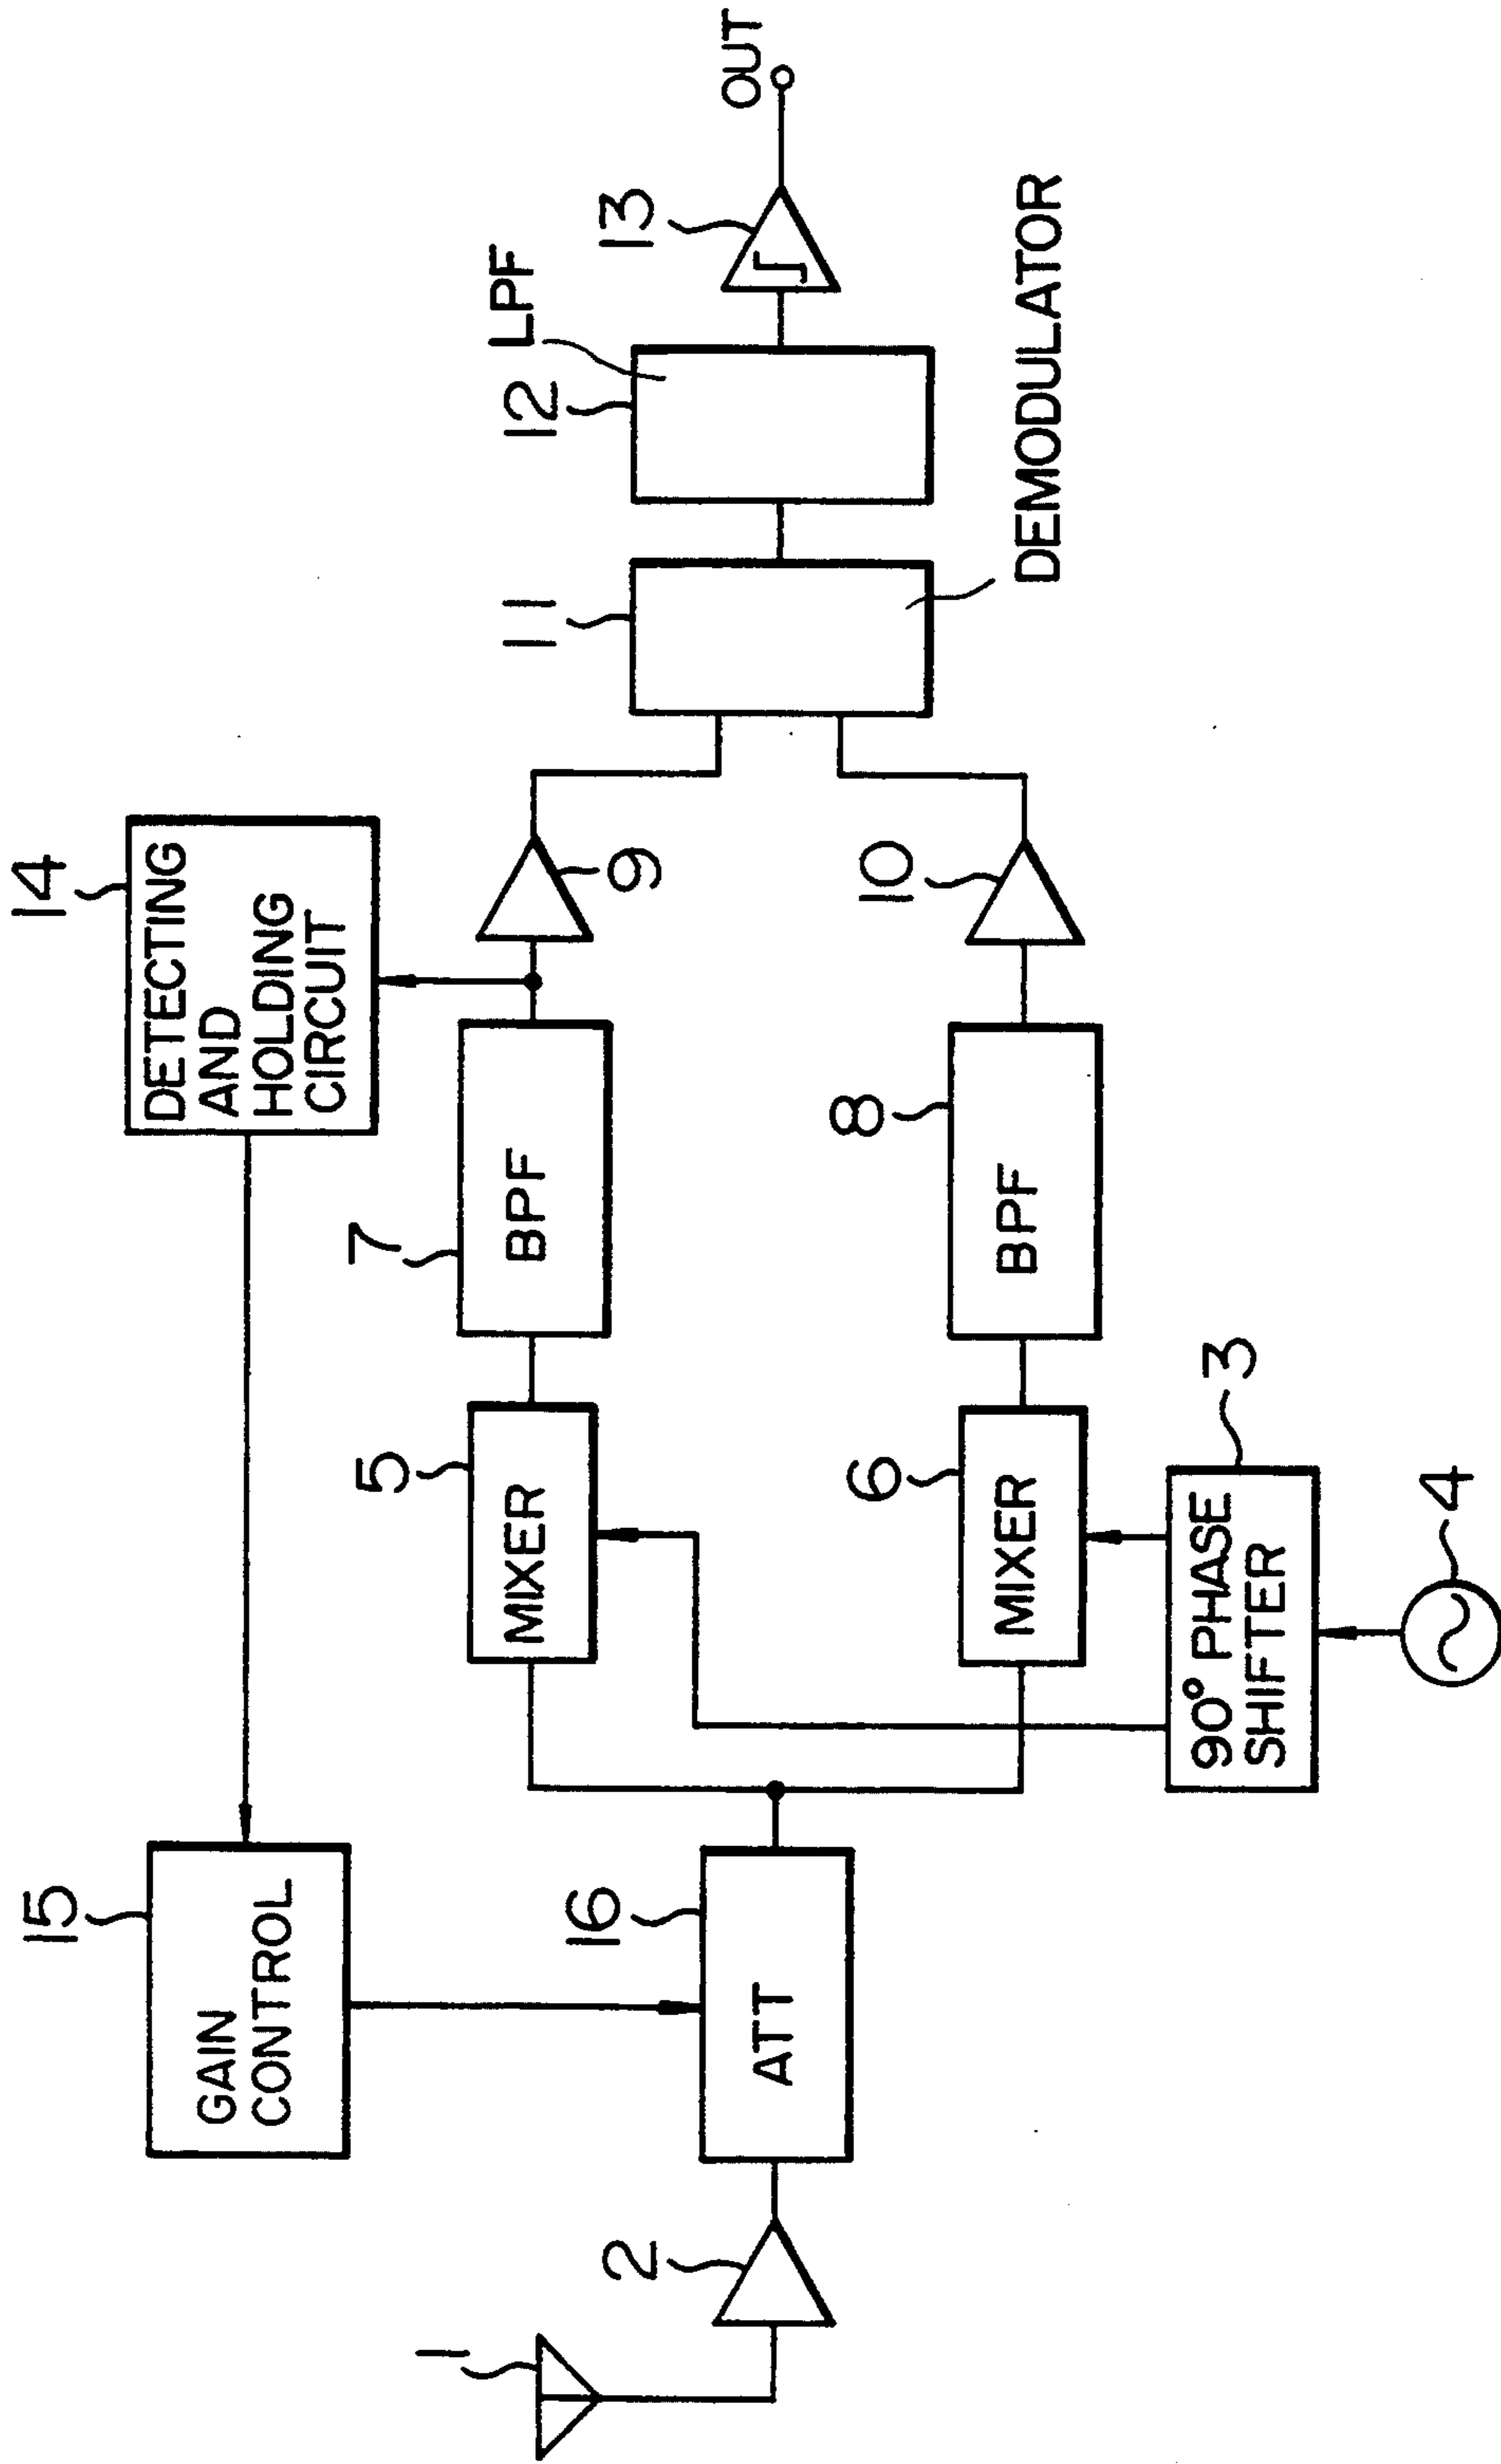 14
DETECTING
AND
HOLDING
CIRCUIT
15
GAIN
CONTROL
1
2
16
ATT
5
MIXER
7
BPF
9
6
MIXER
8
BPF
10
3
90° PHASE
SHIFTER
4
11
DEMODULATOR
12
LPF
13
OUT